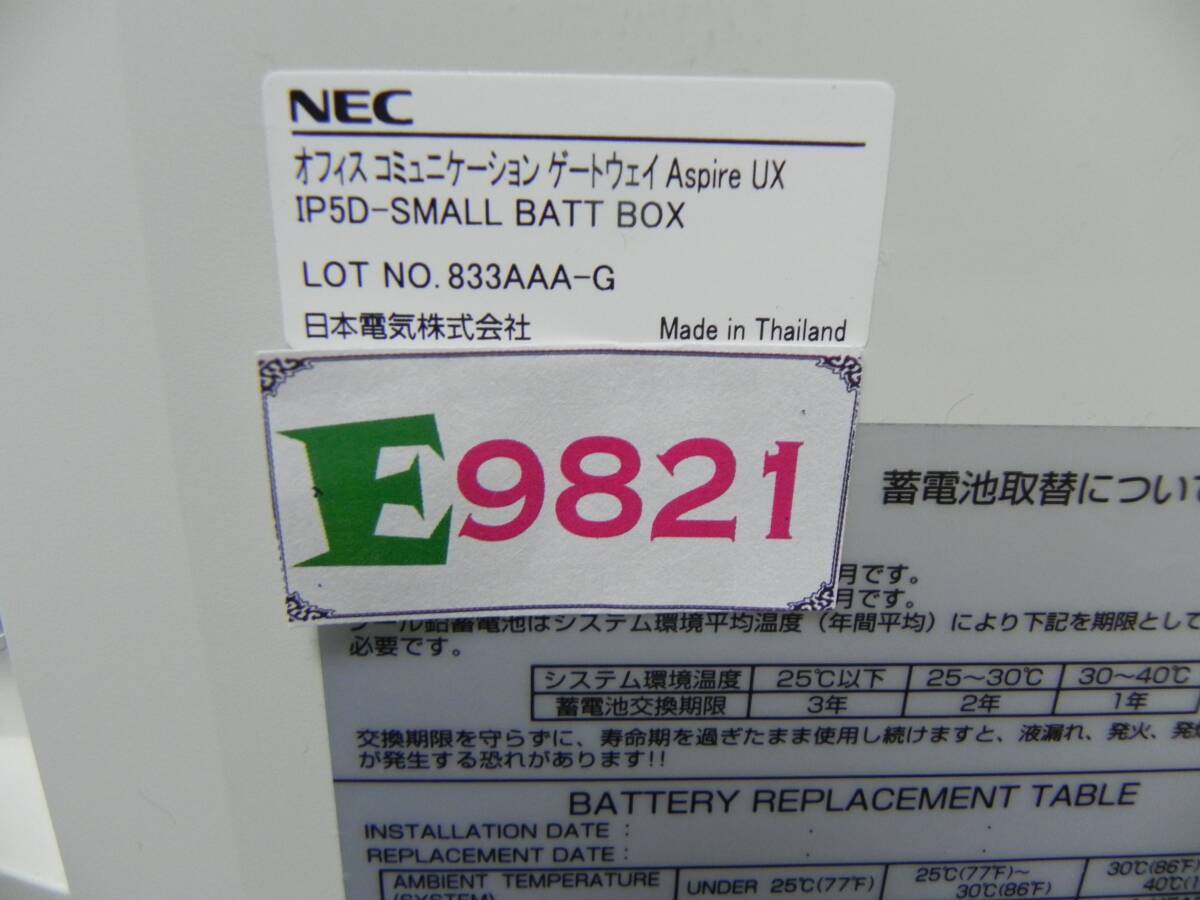 NEC
オフィス コミュニケーション ゲートウェイ Aspire UX
IP5D-SMALL BATT BOX
LOT NO. 833AAA-G
日本電気株式会社 Made in Thailand
E9821
蓄電池取替につい
月です。
月です。
シール鉛蓄電池はシステム環境平均温度(年間平均)により下記を期限として
必要です。
システム環境温度 25℃以下 25～30℃ 30～40℃
蓄電池交換期限 3年 2年 1年
交換期限を守らずに、寿命期を過ぎたまま使用し続けますと、液漏れ、発火、発
が発生する恐れがあります!!
BATTERY REPLACEMENT TABLE
INSTALLATION DATE :
REPLACEMENT DATE :
AMBIENT TEMPERATURE UNDER 25℃(77℉) 25℃(77℉)～ 30℃(86℉)
(SYSTEM) 30℃(86℉) 40℃(1